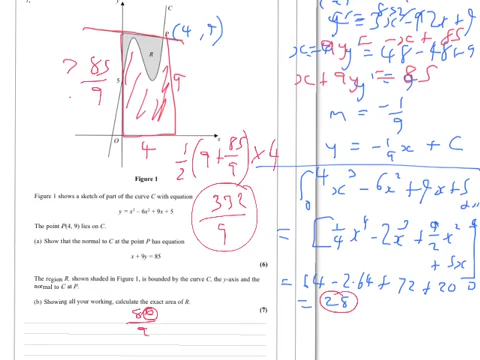 C
(4, 9)
R
5
85/9
9
O
x
4
Figure 1
1/2 (9 + 85/9) × 4
332/9
Figure 1 shows a sketch of part of the curve C with equation
y = x³ − 6x² + 9x + 5
The point P(4, 9) lies on C.
(a) Show that the normal to C at the point P has equation
x + 9y = 85
(6)
The region R, shown shaded in Figure 1, is bounded by the curve C, the y-axis and the
normal to C at P.
(b) Showing all your working, calculate the exact area of R.
(7)
80/9
9y = −x + 85
= 48 − 48 + 9
x + 9y = 85
m = −1/9
y = −1/9 x + C
∫₀⁴ x³ − 6x² + 9x + 5 dx
= [1/4 x⁴ − 2x³ + 9/2 x² + 5x]
= 64 − 2·64 + 72 + 20
= 28